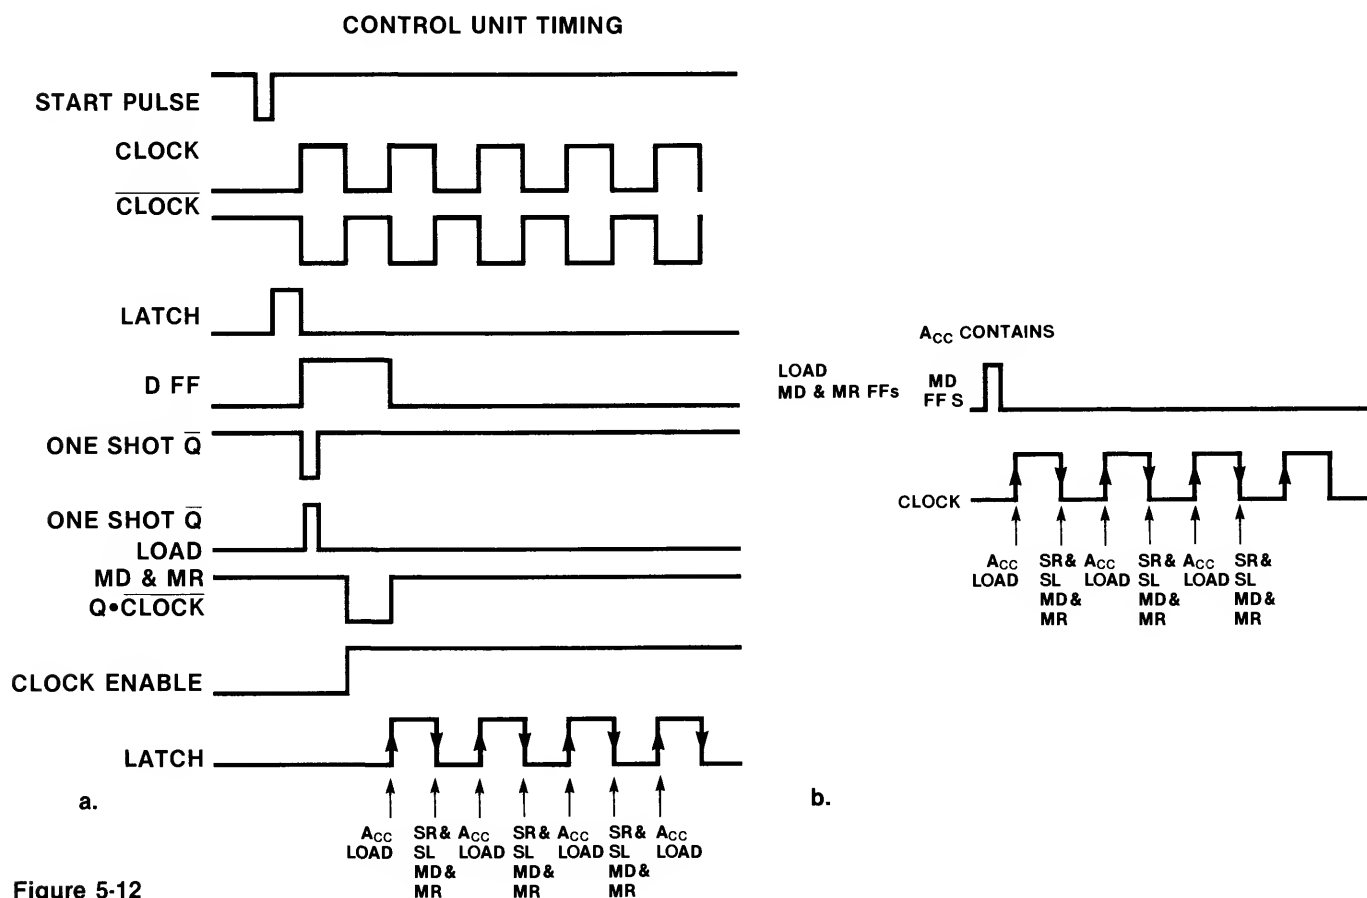 CONTROL UNIT TIMING
START PULSE
CLOCK
CLOCK
LATCH
D FF
ONE SHOT Q
ONE SHOT Q
LOAD
MD & MR
Q•CLOCK
CLOCK ENABLE
LATCH
a.
ACC LOAD
SR & SL MD & MR
ACC LOAD
SR & SL MD & MR
ACC LOAD
SR & SL MD & MR
ACC LOAD
Figure 5-12
ACC CONTAINS
LOAD
MD & MR FFs
MD
FF S
CLOCK
ACC LOAD
SR & SL MD & MR
ACC LOAD
SR & SL MD & MR
ACC LOAD
SR & SL MD & MR
b.